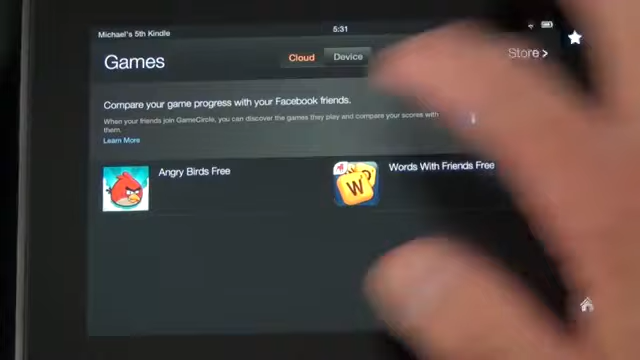 Michael's 5th Kindle 5:31
Games Cloud Device Store >
Compare your game progress with your Facebook friends.
When your friends join GameCircle, you can discover the games they play and compare your scores with
them.
Learn More
Angry Birds Free Words With Friends Free
W